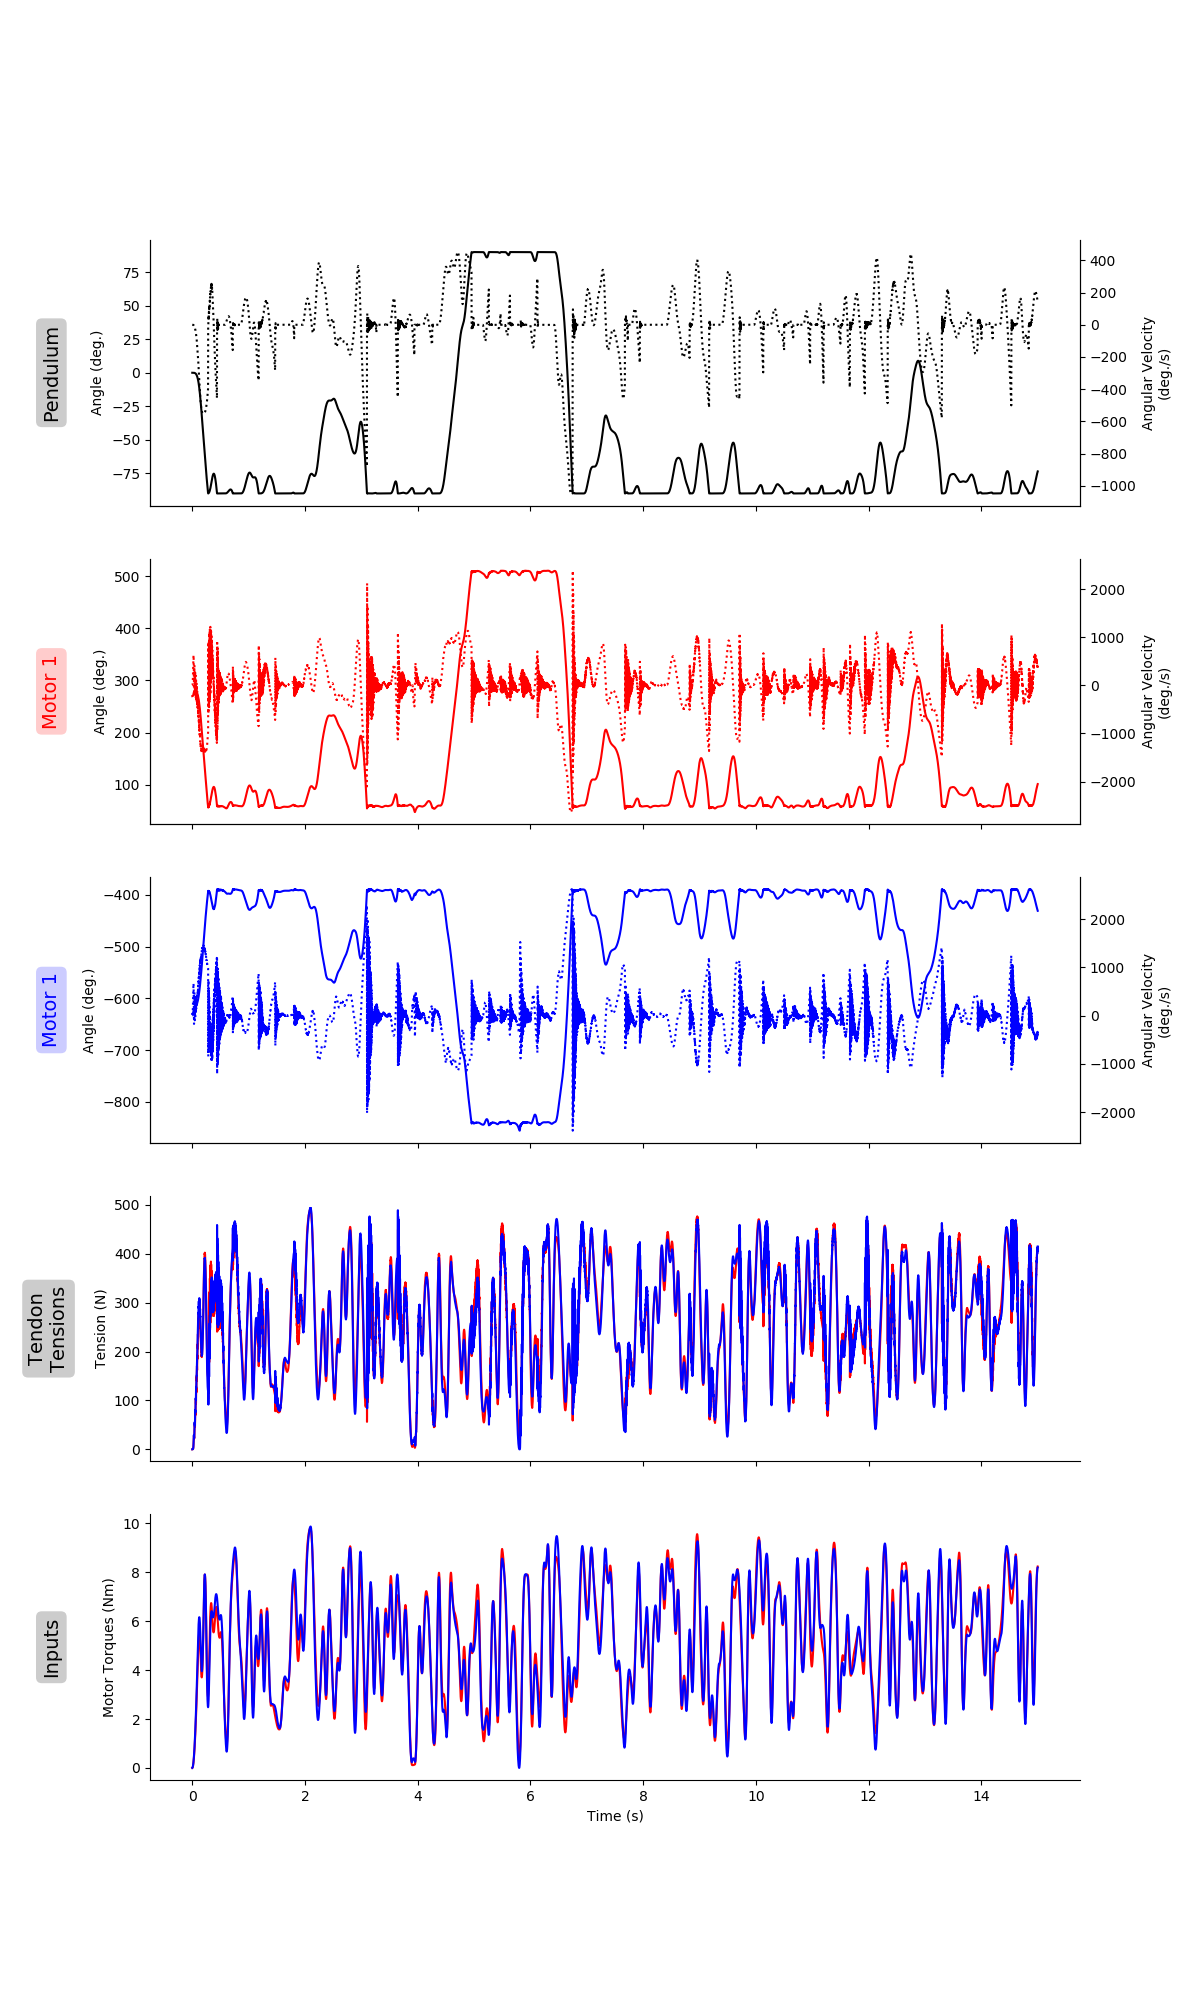 Pendulum
Angle (deg.)
75
50
25
0
−25
−50
−75
400
200
0
−200
−400
−600
−800
−1000
Angular Velocity
(deg./s)
Motor 1
Angle (deg.)
500
400
300
200
100
2000
1000
0
−1000
−2000
Angular Velocity
(deg./s)
Motor 1
Angle (deg.)
−400
−500
−600
−700
−800
2000
1000
0
−1000
−2000
Angular Velocity
(deg./s)
Tendon
Tensions
Tension (N)
500
400
300
200
100
0
Inputs
Motor Torques (Nm)
10
8
6
4
2
0
0 2 4 6 8 10 12 14
Time (s)